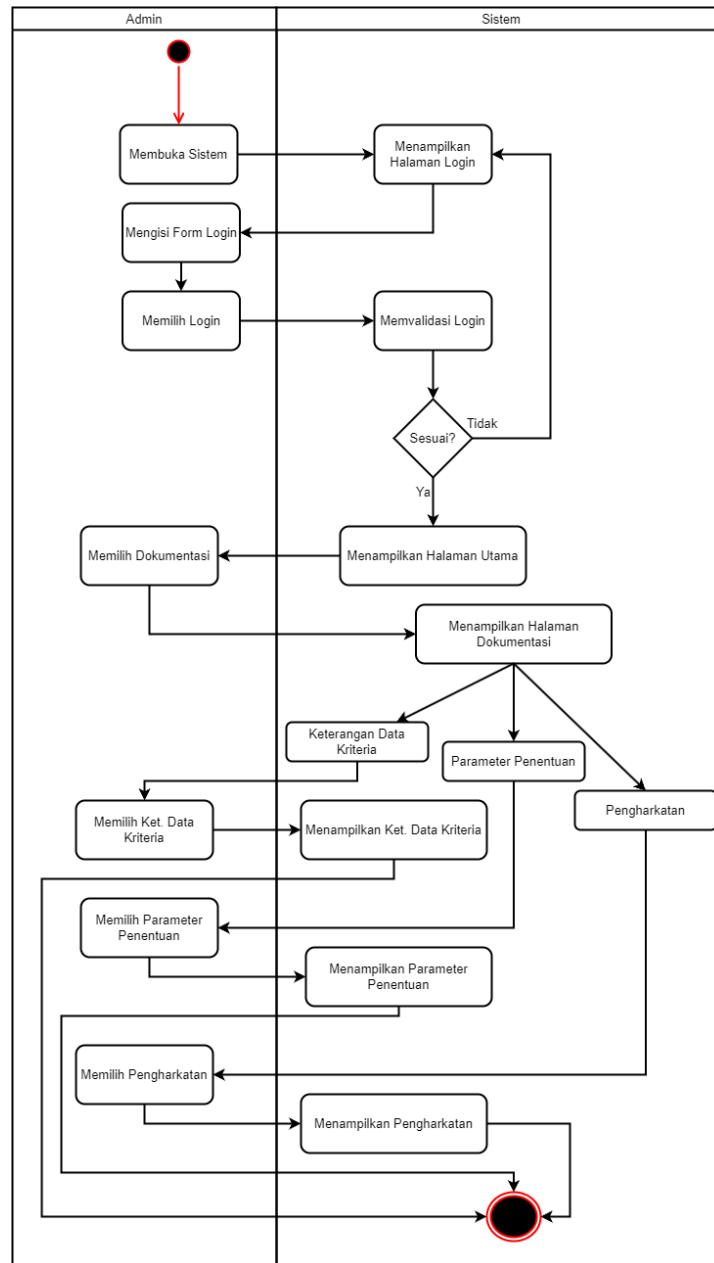 Admin
Sistem
Membuka Sistem
Menampilkan
Halaman Login
Mengisi Form Login
Memilih Login
Memvalidasi Login
Sesuai?
Tidak
Ya
Memilih Dokumentasi
Menampilkan Halaman Utama
Menampilkan Halaman
Dokumentasi
Keterangan Data
Kriteria
Parameter Penentuan
Pengharkatan
Memilih Ket. Data
Kriteria
Menampilkan Ket. Data Kriteria
Memilih Parameter
Penentuan
Menampilkan Parameter
Penentuan
Memilih Pengharkatan
Menampilkan Pengharkatan